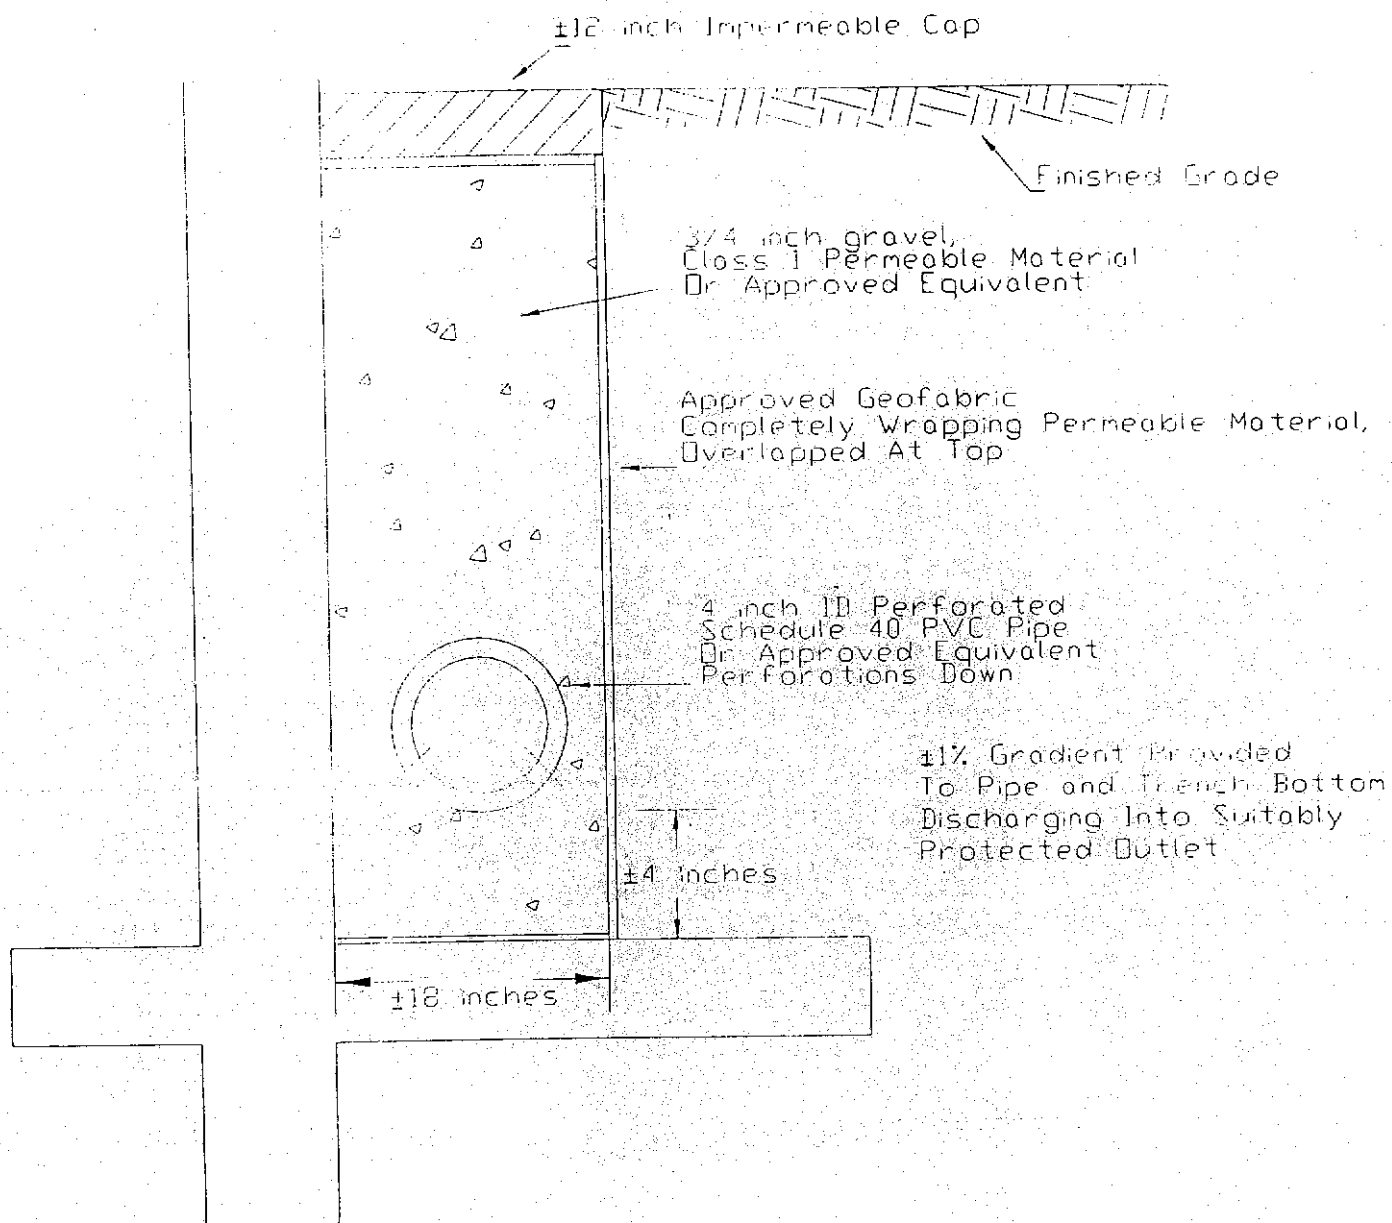 ±12 inch Impermeable Cap
Finished Grade
3/4 inch gravel,
Class 1 Permeable Material
Or Approved Equivalent
Approved Geofabric
Completely Wrapping Permeable Material,
Overlapped At Top
4 inch ID Perforated
Schedule 40 PVC Pipe
Or Approved Equivalent
Perforations Down
±1% Gradient Provided
To Pipe and Trench Bottom
Discharging Into Suitably
Protected Outlet
±4 inches
±18 inches